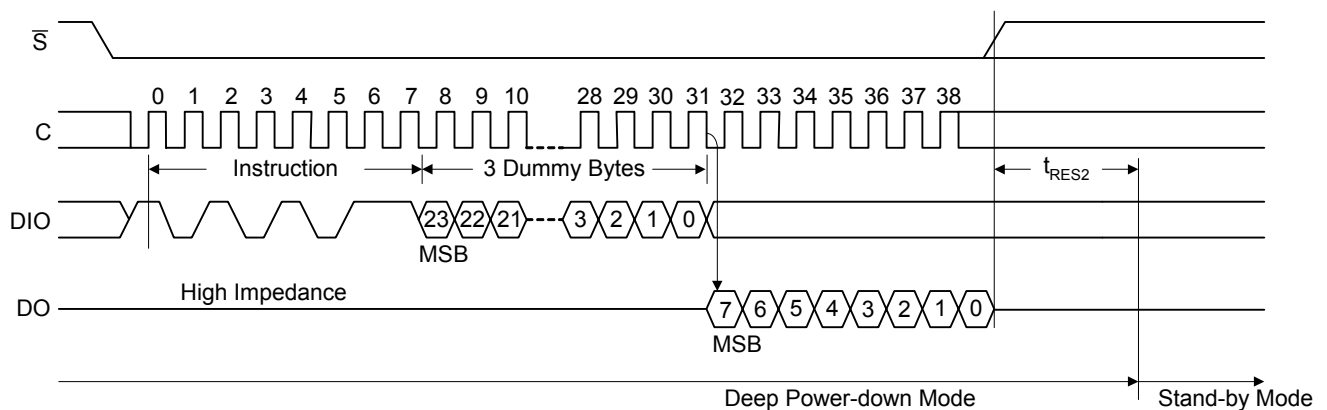 S
0 1 2 3 4 5 6 7 8 9 10 28 29 30 31 32 33 34 35 36 37 38
C
Instruction 3 Dummy Bytes tRES2
DIO 23 22 21 3 2 1 0
MSB
High Impedance
DO 7 6 5 4 3 2 1 0
MSB
Deep Power-down Mode Stand-by Mode